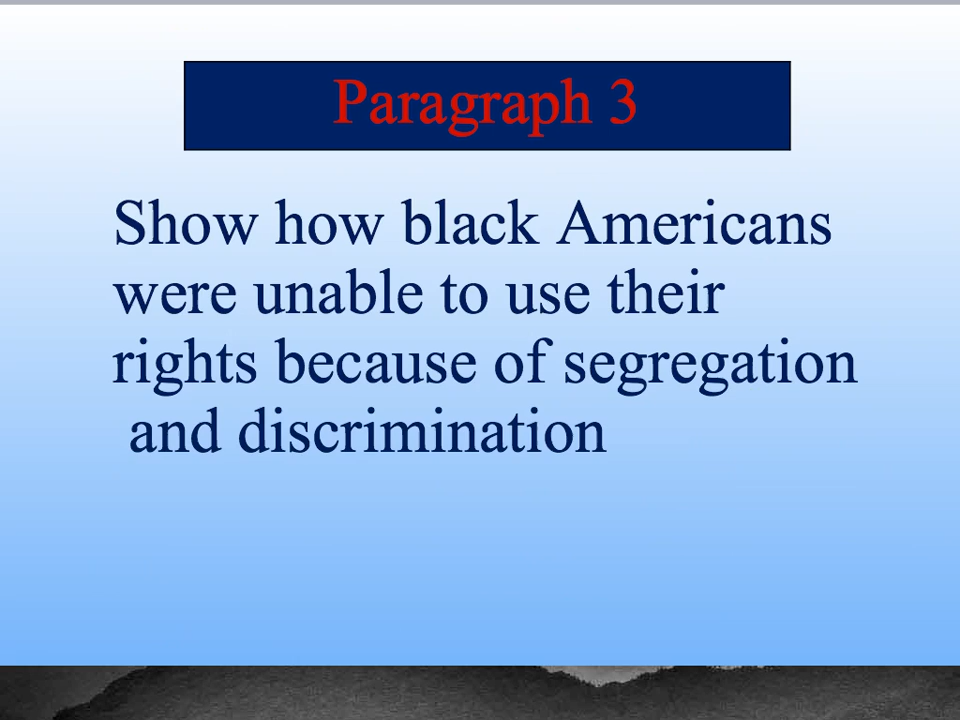 Paragraph 3
Show how black Americans
were unable to use their
rights because of segregation
and discrimination